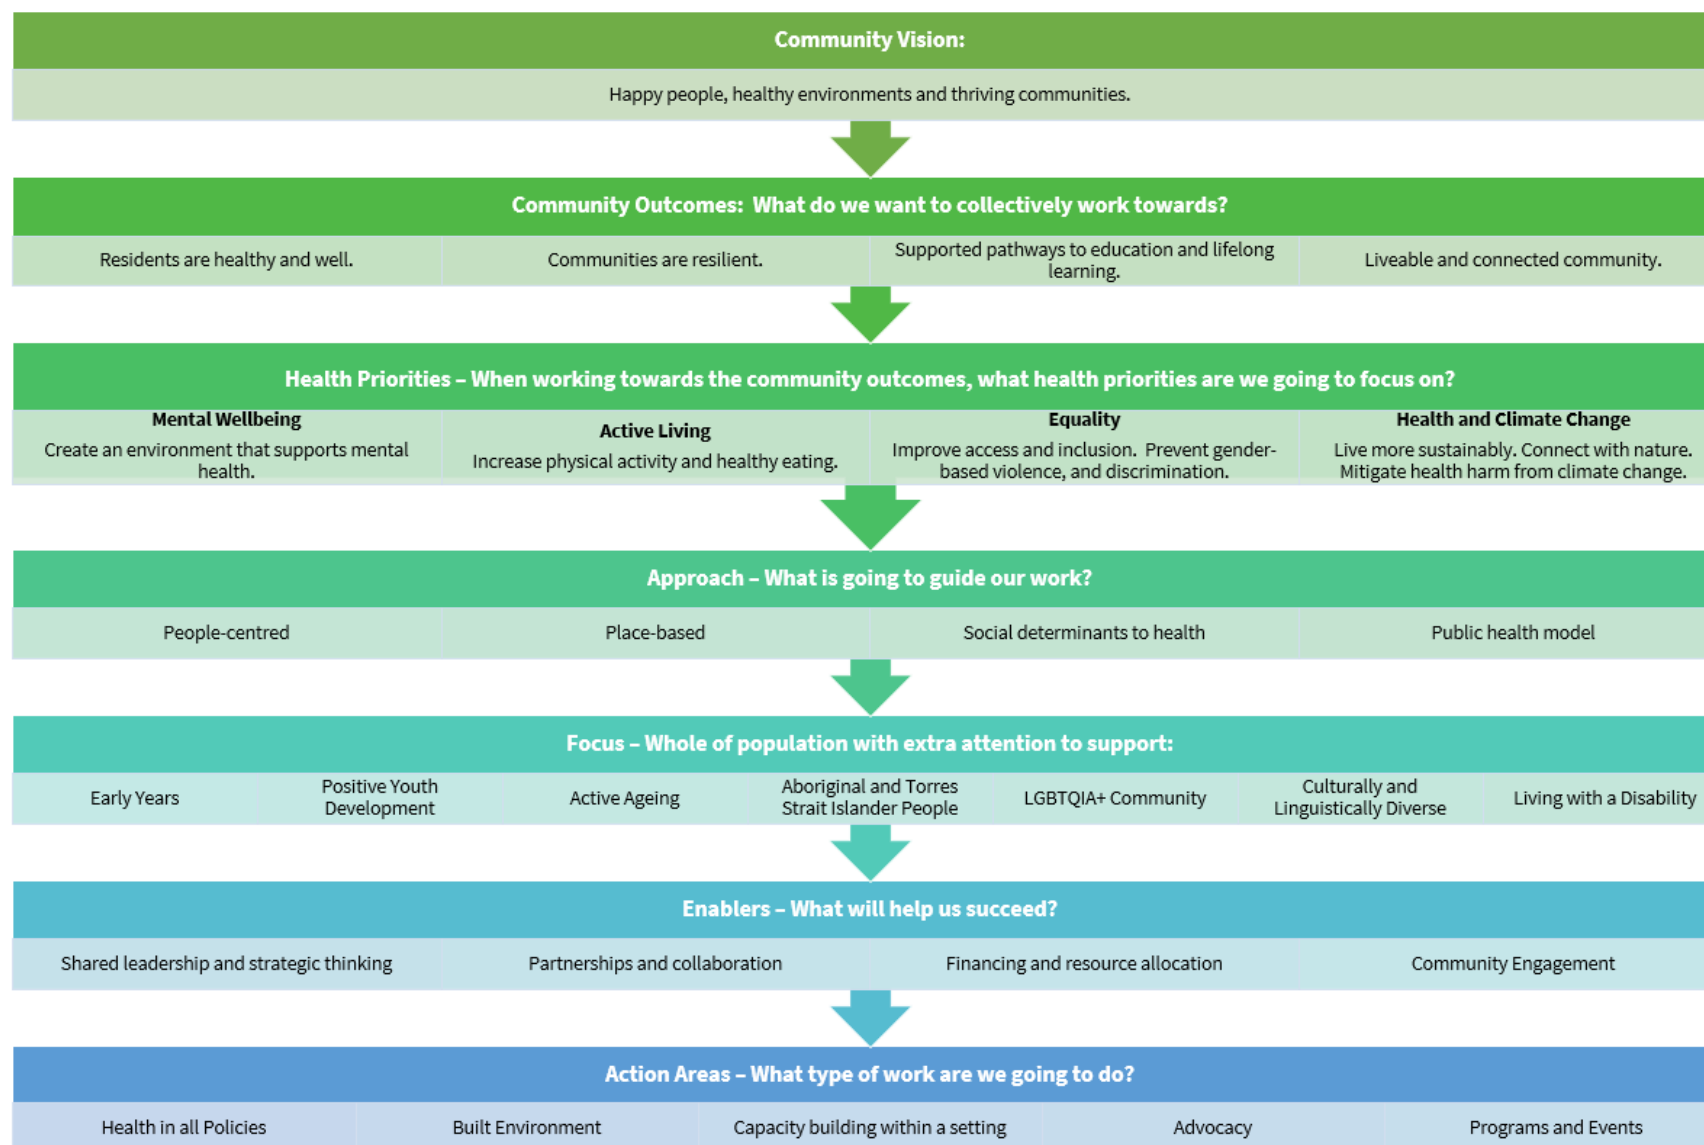 Community Vision:
Happy people, healthy environments and thriving communities.
Community Outcomes:  What do we want to collectively work towards?
Residents are healthy and well.
Communities are resilient.
Supported pathways to education and lifelong
learning.
Liveable and connected community.
Health Priorities – When working towards the community outcomes, what health priorities are we going to focus on?
Mental Wellbeing
Create an environment that supports mental
health.
Active Living
Increase physical activity and healthy eating.
Equality
Improve access and inclusion.  Prevent gender-
based violence, and discrimination.
Health and Climate Change
Live more sustainably. Connect with nature.
Mitigate health harm from climate change.
Approach – What is going to guide our work?
People-centred
Place-based
Social determinants to health
Public health model
Focus – Whole of population with extra attention to support:
Early Years
Positive Youth
Development
Active Ageing
Aboriginal and Torres
Strait Islander People
LGBTQIA+ Community
Culturally and
Linguistically Diverse
Living with a Disability
Enablers – What will help us succeed?
Shared leadership and strategic thinking
Partnerships and collaboration
Financing and resource allocation
Community Engagement
Action Areas – What type of work are we going to do?
Health in all Policies
Built Environment
Capacity building within a setting
Advocacy
Programs and Events